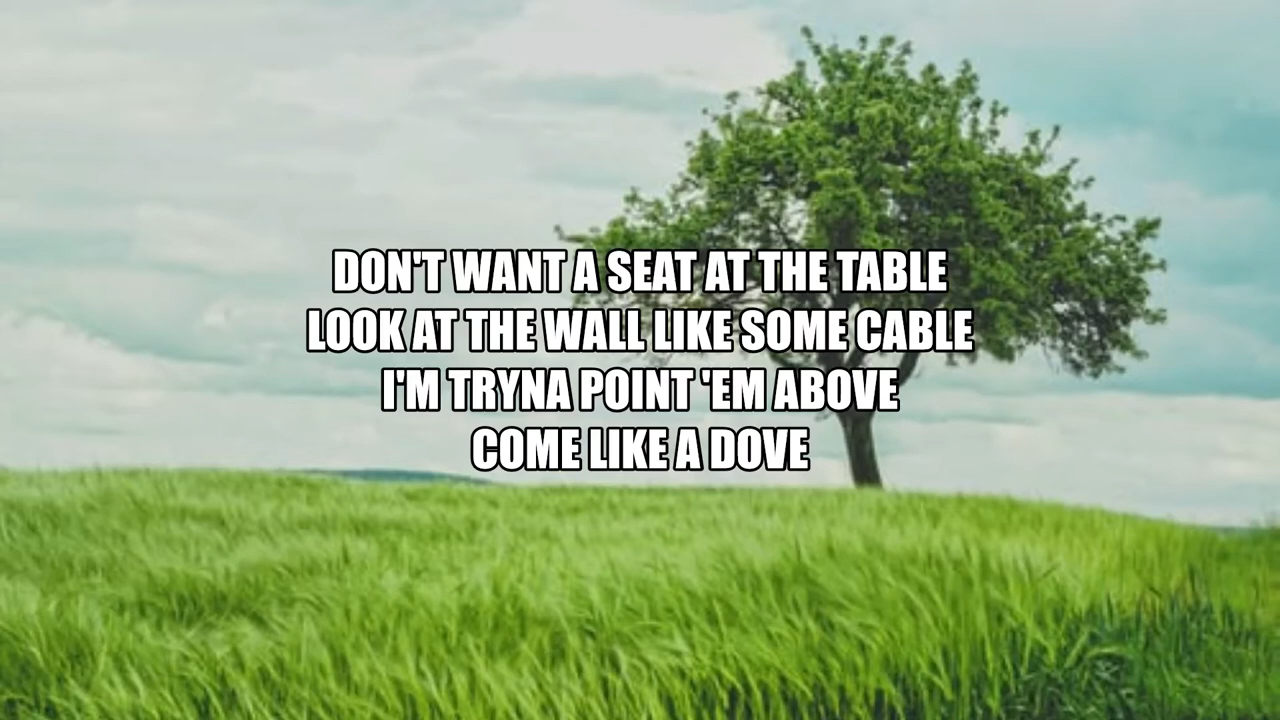 DON'T WANT A SEAT AT THE TABLE
LOOK AT THE WALL LIKE SOME CABLE
I'M TRYNA POINT 'EM ABOVE
COME LIKE A DOVE